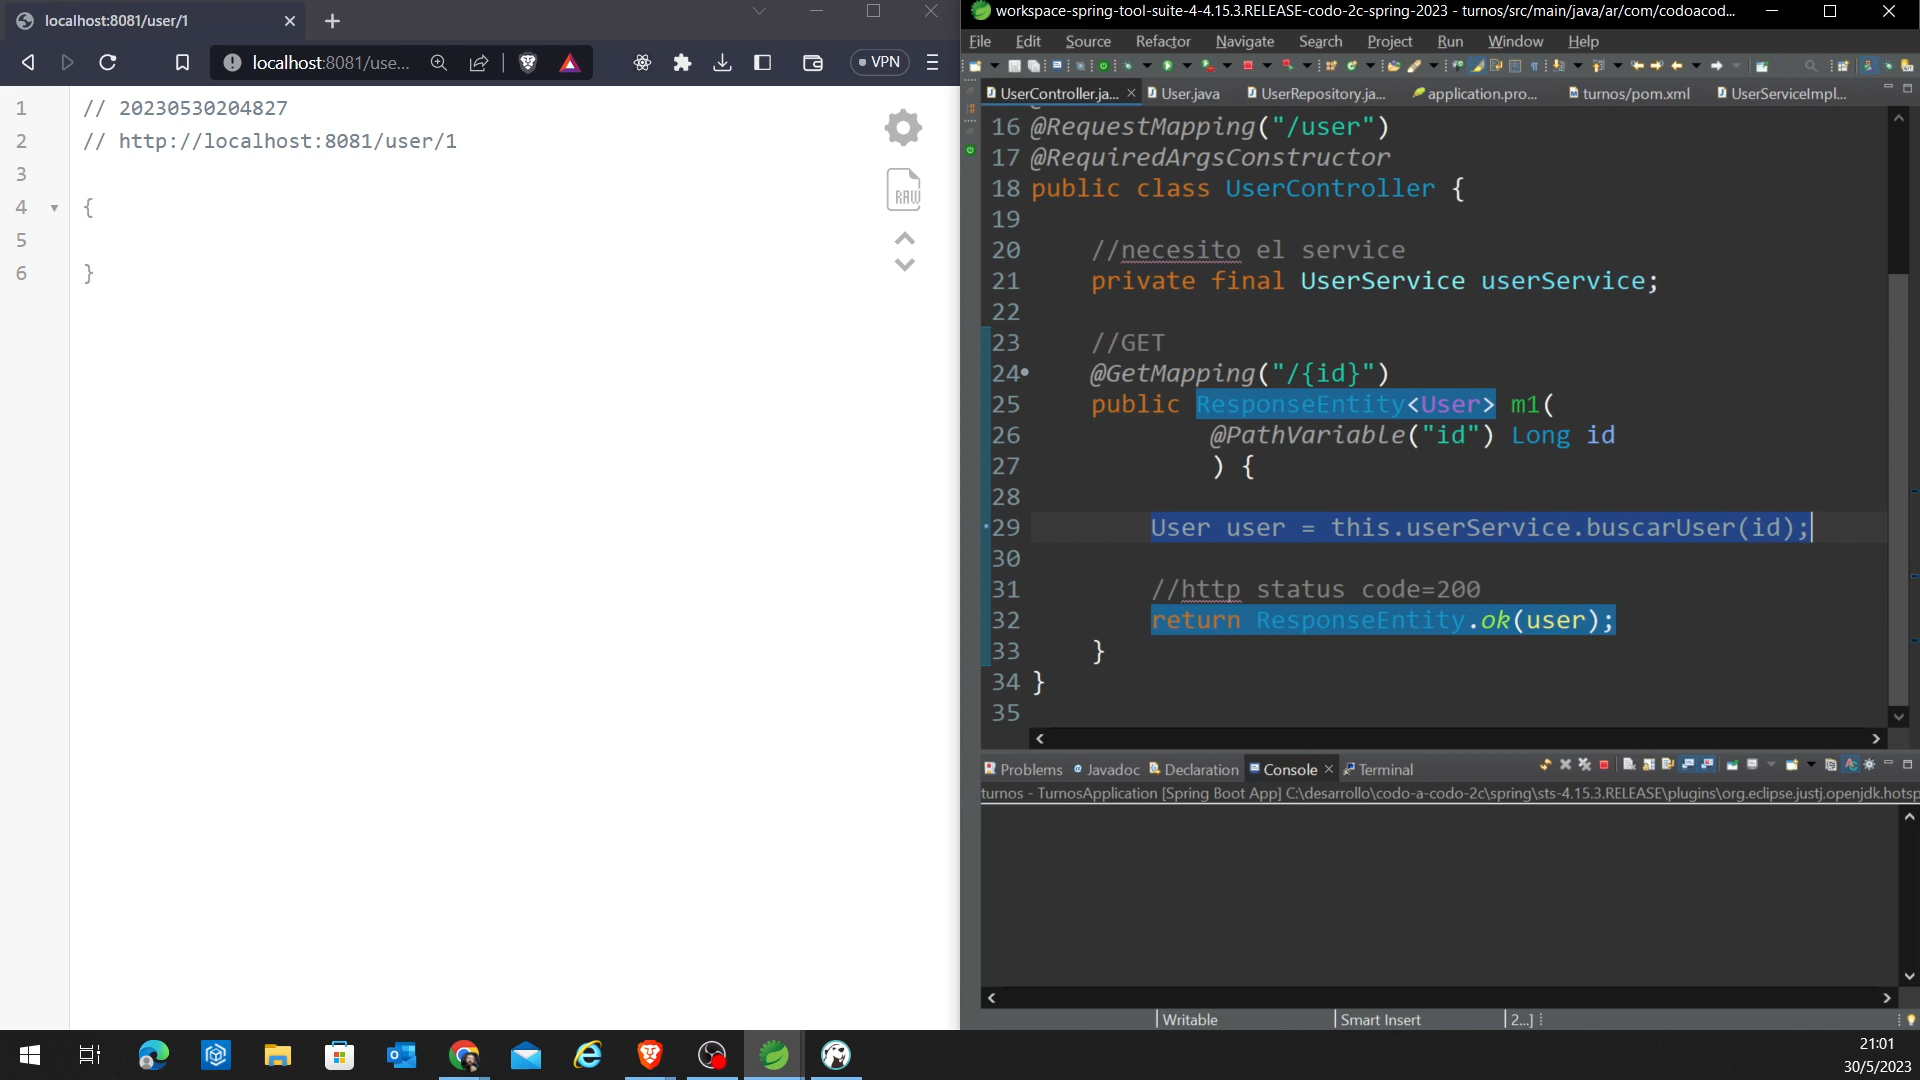 localhost:8081/user/1
localhost:8081/use...
VPN
1 // 20230530204827
2 // http://localhost:8081/user/1
3
4 {
5
6 }
RAW
workspace-spring-tool-suite-4-4.15.3.RELEASE-codo-2c-spring-2023 - turnos/src/main/java/ar/com/codoacod...
File Edit Source Refactor Navigate Search Project Run Window Help
UserController.ja... User.java UserRepository.ja... application.pro... turnos/pom.xml UserServiceImpl...
16 @RequestMapping("/user")
17 @RequiredArgsConstructor
18 public class UserController {
19
20 //necesito el service
21 private final UserService userService;
22
23 //GET
24 @GetMapping("/{id}")
25 public ResponseEntity<User> m1(
26 @PathVariable("id") Long id
27 ) {
28
29 User user = this.userService.buscarUser(id);
30
31 //http status code=200
32 return ResponseEntity.ok(user);
33 }
34 }
35
Problems Javadoc Declaration Console Terminal
turnos - TurnosApplication [Spring Boot App] C:\desarrollo\codo-a-codo-2c\spring\sts-4.15.3.RELEASE\plugins\org.eclipse.justj.openjdk.hotsp
Writable Smart Insert 2...]
21:01
30/5/2023